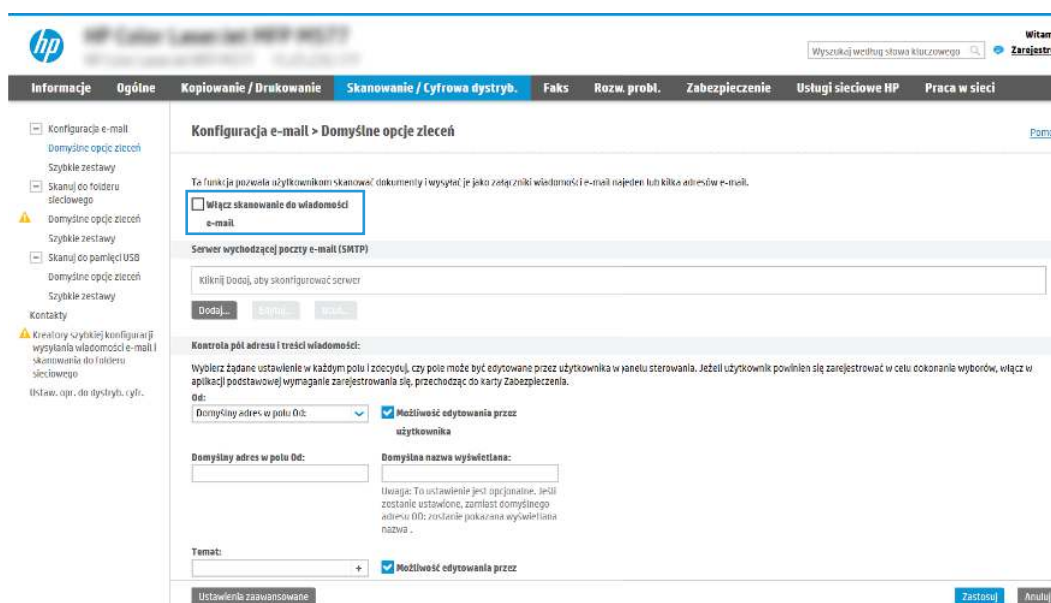 hp
Witam
Wyszukaj według słowa kluczowego
Zarejestr
Informacje Ogólne Kopiowanie / Drukowanie Skanowanie / Cyfrowa dystryb. Faks Rozw. probl. Zabezpieczenie Usługi sieciowe HP Praca w sieci
Konfiguracja e-mail
Domyślne opcje zleceń
Szybkie zestawy
Skanuj do folderu
sieciowego
Domyślne opcje zleceń
Szybkie zestawy
Skanuj do pamięci USB
Domyślne opcje zleceń
Szybkie zestawy
Kontakty
Kreatory szybkiej konfiguracji
wysyłania wiadomości e-mail i
skanowania do folderu
sieciowego
Ustaw. opr. do dystryb. cyfr.
Konfiguracja e-mail > Domyślne opcje zleceń
Pomo
Ta funkcja pozwala użytkownikom skanować dokumenty i wysyłać je jako załączniki wiadomości e-mail na jeden lub kilka adresów e-mail.
Włącz skanowanie do wiadomości
e-mail
Serwer wychodzącej poczty e-mail (SMTP)
Kliknij Dodaj, aby skonfigurować serwer
Dodaj... Edytuj...
Kontrola pól adresu i treści wiadomości:
Wybierz żądane ustawienie w każdym polu i zdecyduj, czy pole może być edytowane przez użytkownika w panelu sterowania. Jeżeli użytkownik powinien się zarejestrować w celu dokonania wyborów, włącz w
aplikacji podstawowej wymaganie zarejestrowania się, przechodząc do karty Zabezpieczenia.
Od:
Domyślny adres w polu Od:
Możliwość edytowania przez
użytkownika
Domyślny adres w polu Od:
Domyślna nazwa wyświetlana:
Uwaga: To ustawienie jest opcjonalne. Jeśli
zostanie ustawione, zamiast domyślnego
adresu OD: zostanie pokazana wyświetlana
nazwa .
Temat:
+
Możliwość edytowania przez
Ustawienia zaawansowane
Zastosuj Anuluj